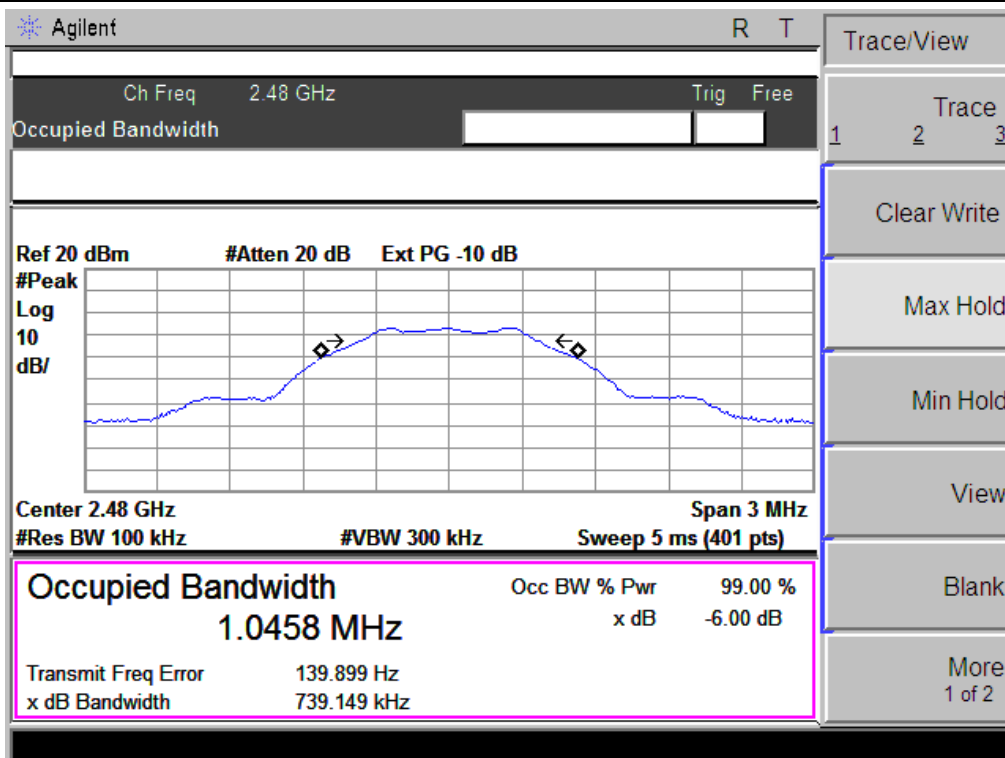 Agilent R T
Ch Freq 2.48 GHz Trig Free
Occupied Bandwidth
Ref 20 dBm #Atten 20 dB Ext PG -10 dB
#Peak
Log
10
dB/
Center 2.48 GHz Span 3 MHz
#Res BW 100 kHz #VBW 300 kHz Sweep 5 ms (401 pts)
Occupied Bandwidth Occ BW % Pwr 99.00 %
1.0458 MHz x dB -6.00 dB
Transmit Freq Error 139.899 Hz
x dB Bandwidth 739.149 kHz
Trace/View
Trace
1 2 3
Clear Write
Max Hold
Min Hold
View
Blank
More
1 of 2